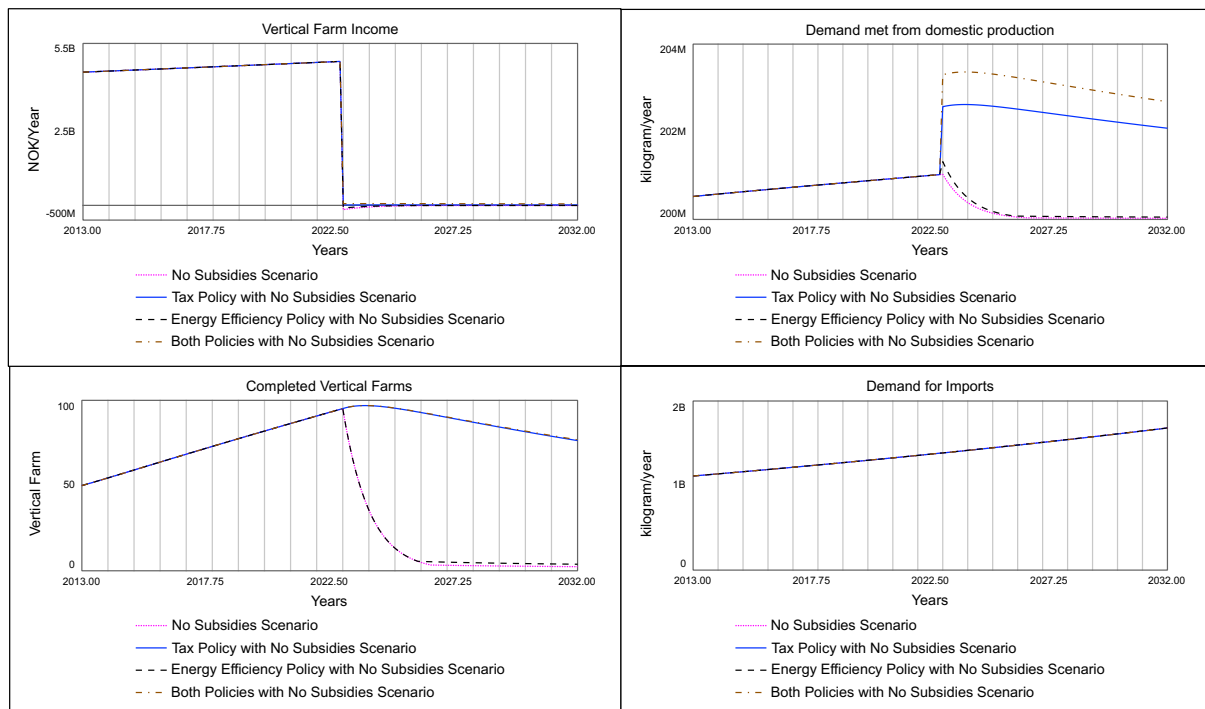 Vertical Farm Income
5.5B
2.5B
-500M
NOK/Year
2013.00 2017.75 2022.50 2027.25 2032.00
Years
No Subsidies Scenario
Tax Policy with No Subsidies Scenario
Energy Efficiency Policy with No Subsidies Scenario
Both Policies with No Subsidies Scenario
Demand met from domestic production
204M
202M
200M
kilogram/year
2013.00 2017.75 2022.50 2027.25 2032.00
Years
No Subsidies Scenario
Tax Policy with No Subsidies Scenario
Energy Efficiency Policy with No Subsidies Scenario
Both Policies with No Subsidies Scenario
Completed Vertical Farms
100
50
0
Vertical Farm
2013.00 2017.75 2022.50 2027.25 2032.00
Years
No Subsidies Scenario
Tax Policy with No Subsidies Scenario
Energy Efficiency Policy with No Subsidies Scenario
Both Policies with No Subsidies Scenario
Demand for Imports
2B
1B
0
kilogram/year
2013.00 2017.75 2022.50 2027.25 2032.00
Years
No Subsidies Scenario
Tax Policy with No Subsidies Scenario
Energy Efficiency Policy with No Subsidies Scenario
Both Policies with No Subsidies Scenario